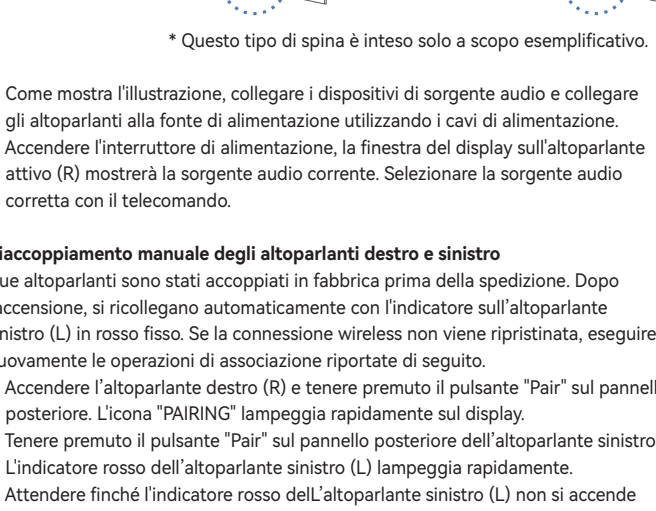 * Questo tipo di spina è inteso solo a scopo esemplificativo.
Come mostra l'illustrazione, collegare i dispositivi di sorgente audio e collegare
gli altoparlanti alla fonte di alimentazione utilizzando i cavi di alimentazione.
Accendere l'interruttore di alimentazione, la finestra del display sull'altoparlante
attivo (R) mostrerà la sorgente audio corrente. Selezionare la sorgente audio
corretta con il telecomando.
iaccoppiamento manuale degli altoparlanti destro e sinistro
ue altoparlanti sono stati accoppiati in fabbrica prima della spedizione. Dopo
accensione, si ricollegano automaticamente con l'indicatore sull’altoparlante
nistro (L) in rosso fisso. Se la connessione wireless non viene ripristinata, eseguire
uovamente le operazioni di associazione riportate di seguito.
Accendere l’altoparlante destro (R) e tenere premuto il pulsante "Pair" sul pannell
posteriore. L'icona "PAIRING" lampeggia rapidamente sul display.
Tenere premuto il pulsante "Pair" sul pannello posteriore dell’altoparlante sinistro
L'indicatore rosso dell’altoparlante sinistro (L) lampeggia rapidamente.
Attendere finché l'indicatore rosso delL’altoparlante sinistro (L) non si accende